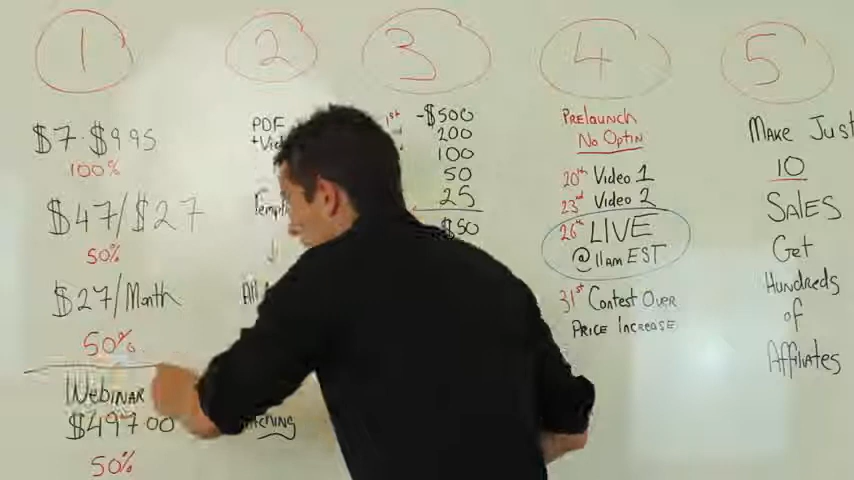 1
$7 - $9.95
100%
$47/$27
50%
$27/Month
50%
Webinar
$497.00
50%
2
PDF
3
1st -$500
200
100
50
25
$50
4
Prelaunch
No Optin
20th Video 1
23rd Video 2
26th LIVE
@ 11am EST
31st Contest Over
Price Increase
5
Make Just
10
Sales
Get
Hundreds
of
Affiliates